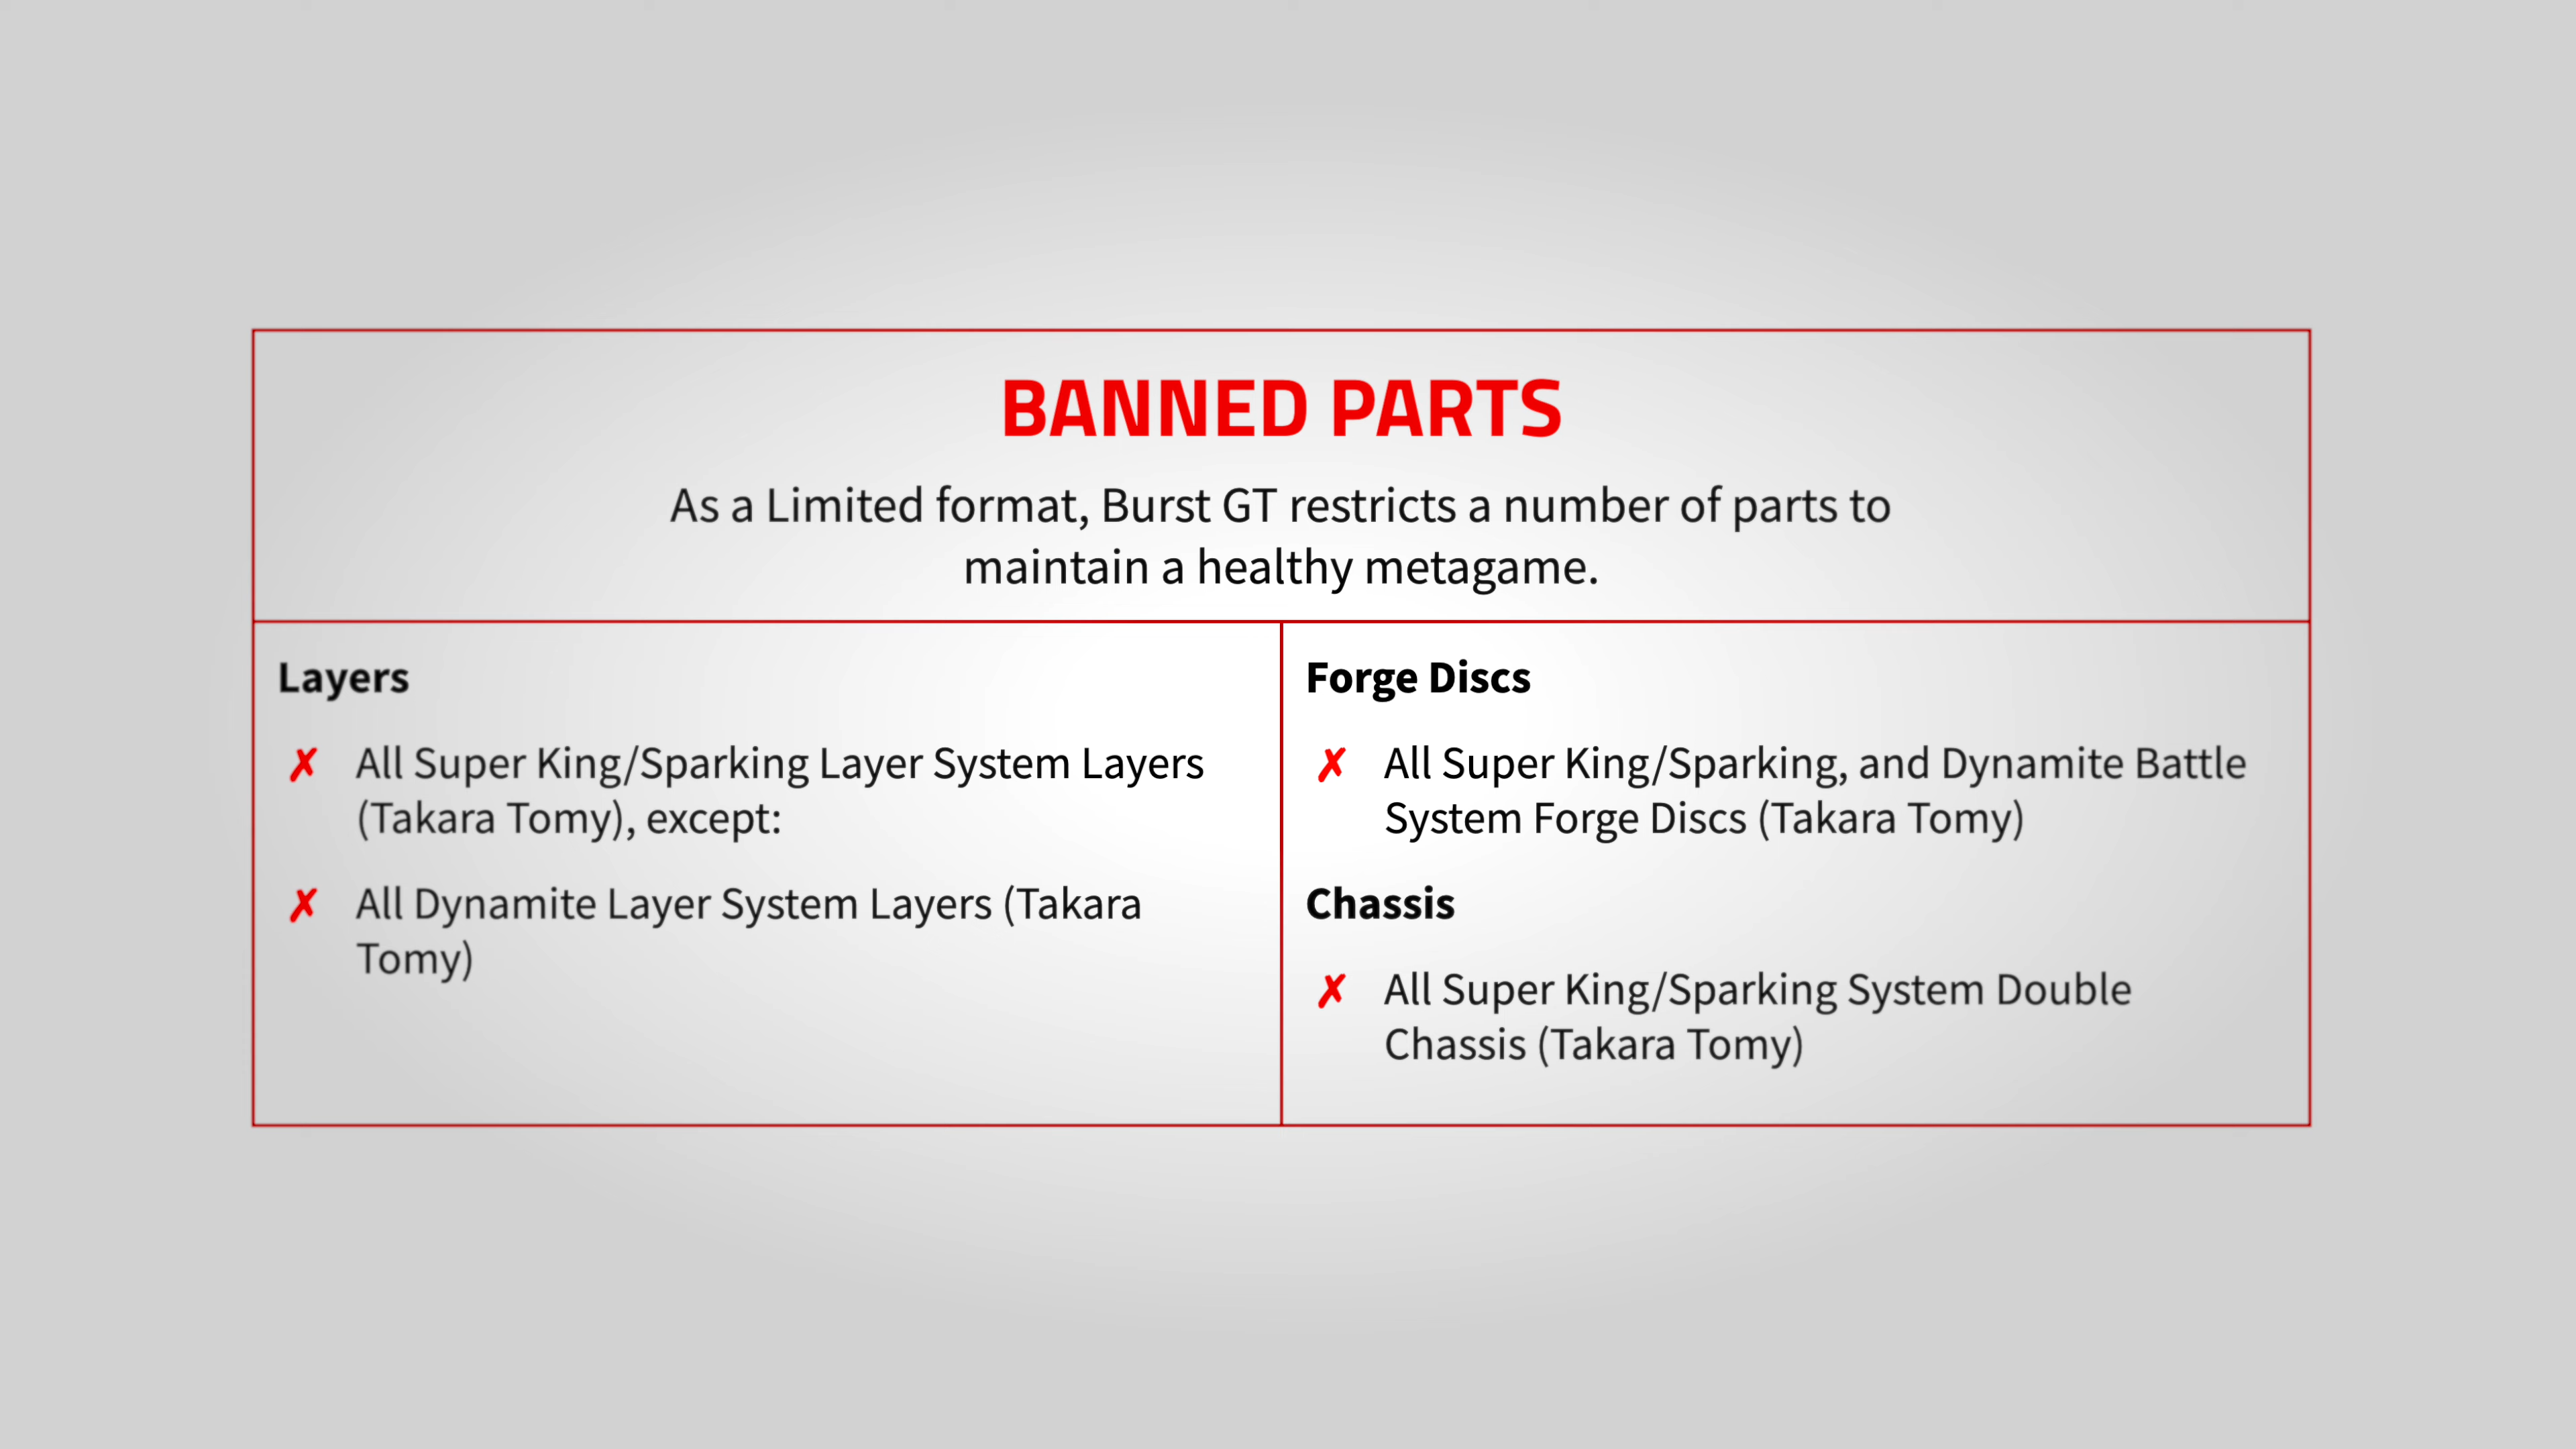 BANNED PARTS
As a Limited format, Burst GT restricts a number of parts to
maintain a healthy metagame.
Layers
✗ All Super King/Sparking Layer System Layers
(Takara Tomy), except:
✗ All Dynamite Layer System Layers (Takara
Tomy)
Forge Discs
✗ All Super King/Sparking, and Dynamite Battle
System Forge Discs (Takara Tomy)
Chassis
✗ All Super King/Sparking System Double
Chassis (Takara Tomy)